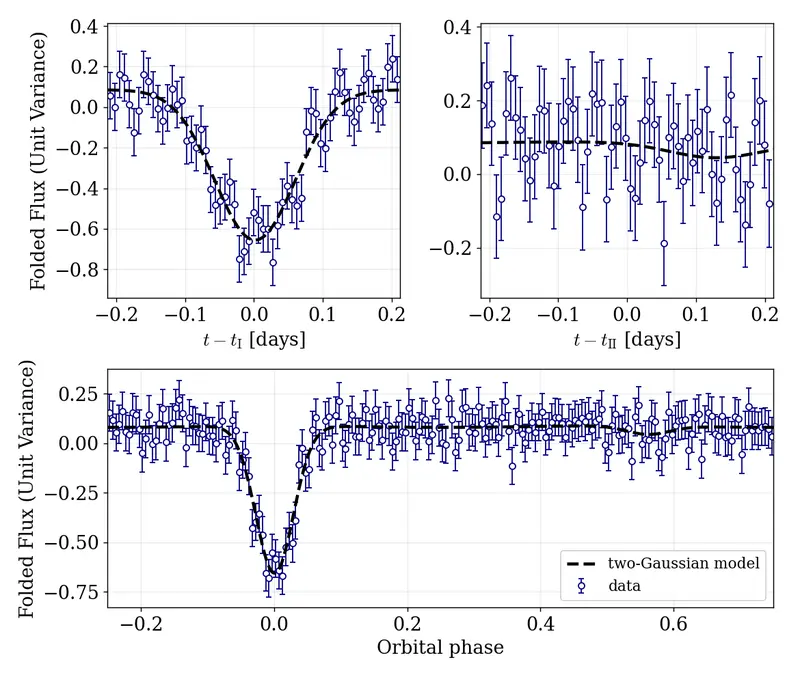 Folded Flux (Unit Variance)
0.4
0.2
0.0
−0.2
−0.4
−0.6
−0.8
−0.2 −0.1 0.0 0.1 0.2
t − t_I [days]
0.4
0.2
0.0
−0.2
−0.2 −0.1 0.0 0.1 0.2
t − t_II [days]
Folded Flux (Unit Variance)
0.25
0.00
−0.25
−0.50
−0.75
−0.2 0.0 0.2 0.4 0.6
Orbital phase
two-Gaussian model
data